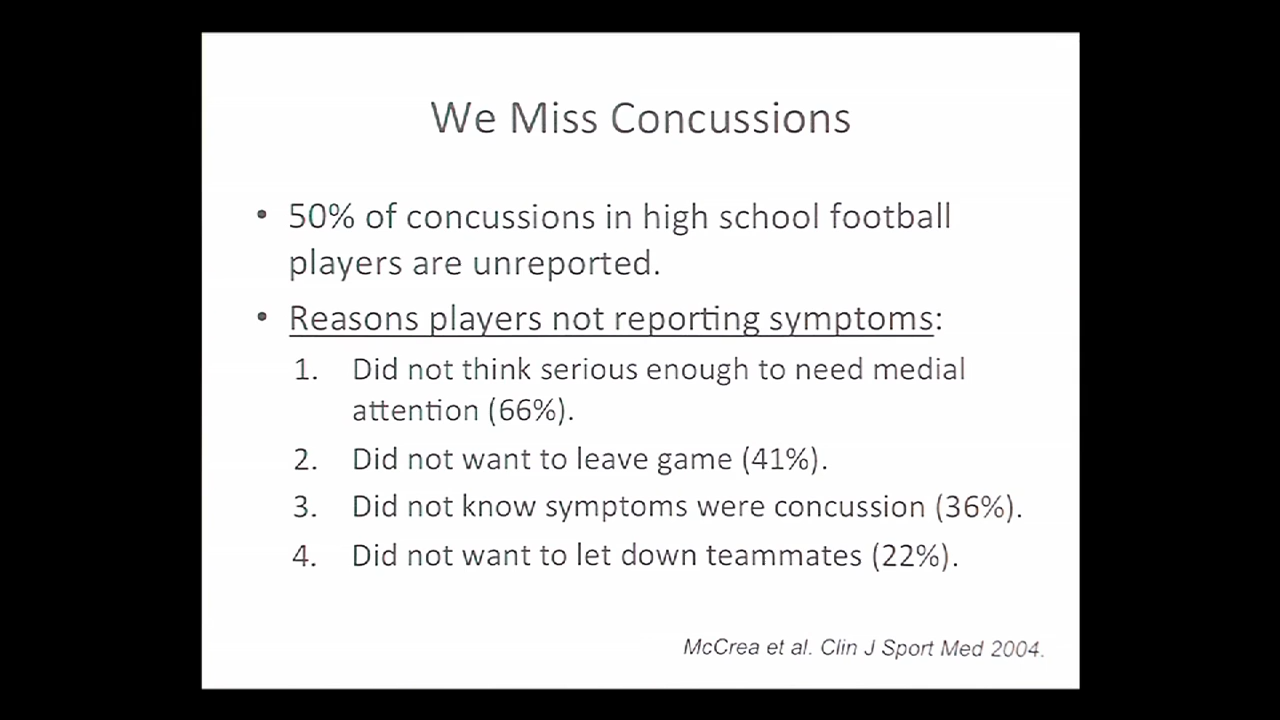 We Miss Concussions
• 50% of concussions in high school football
players are unreported.
• Reasons players not reporting symptoms:
1. Did not think serious enough to need medial
attention (66%).
2. Did not want to leave game (41%).
3. Did not know symptoms were concussion (36%).
4. Did not want to let down teammates (22%).
McCrea et al. Clin J Sport Med 2004.